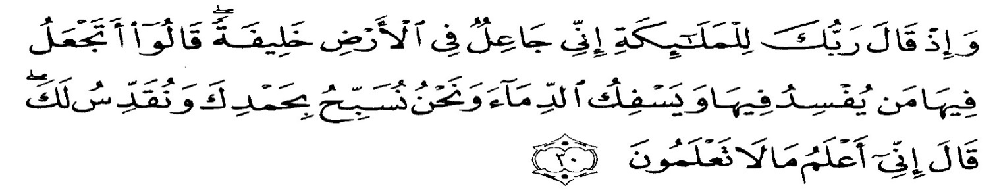 وَإِذْ قَالَ رَبُّكَ لِلْمَلَٰٓئِكَةِ إِنِّى جَاعِلٌ فِى ٱلْأَرْضِ خَلِيفَةً ۖ قَالُوٓا۟ أَتَجْعَلُ
فِيهَا مَن يُفْسِدُ فِيهَا وَيَسْفِكُ ٱلدِّمَآءَ وَنَحْنُ نُسَبِّحُ بِحَمْدِكَ وَنُقَدِّسُ لَكَ ۖ
قَالَ إِنِّىٓ أَعْلَمُ مَا لَا تَعْلَمُونَ ٣٠